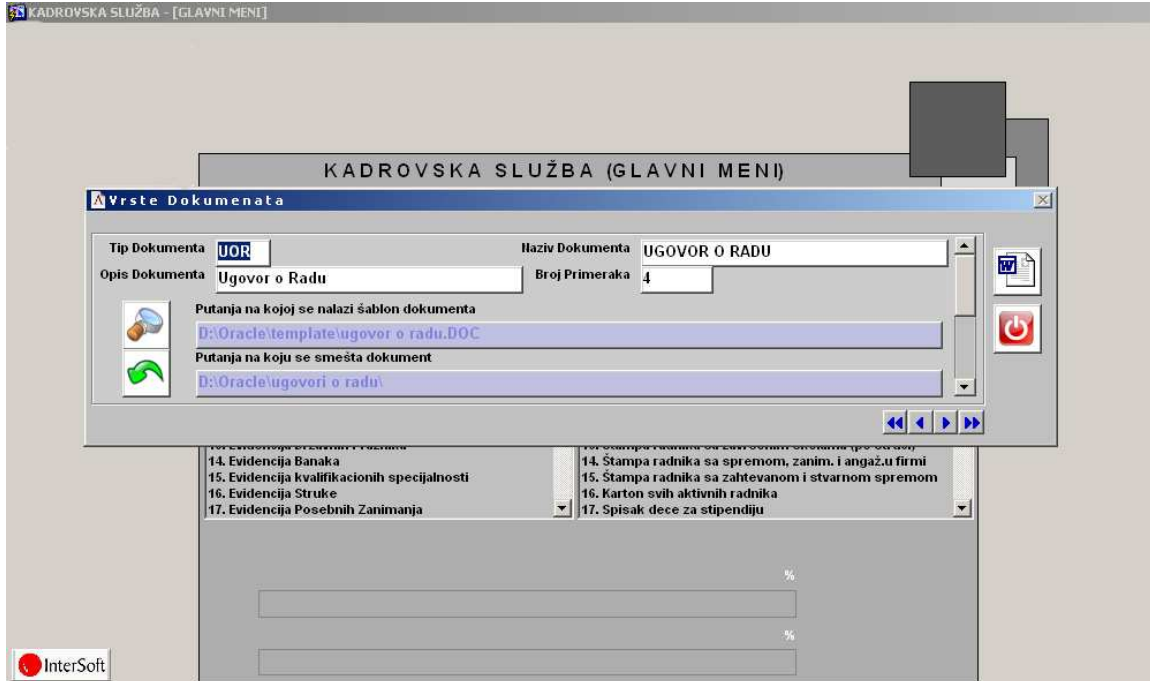 KADROVSKA SLUŽBA - [GLAVNI MENI]
KADROVSKA SLUŽBA (GLAVNI MENI)
Vrste Dokumenata
Tip Dokumenta UOR Naziv Dokumenta UGOVOR O RADU
Opis Dokumenta Ugovor o Radu Broj Primeraka 4
Putanja na kojoj se nalazi šablon dokumenta
D:\Oracle\template\ugovor o radu.DOC
Putanja na koju se smešta dokument
D:\Oracle\ugovori o radu\
14. Evidencija Banaka
15. Evidencija kvalifikacionih specijalnosti
16. Evidencija Struke
17. Evidencija Posebnih Zanimanja
14. Štampa radnika sa spremom, zanim. i angaž.u firmi
15. Štampa radnika sa zahtevanom i stvarnom spremom
16. Karton svih aktivnih radnika
17. Spisak dece za stipendiju
%
%
InterSoft